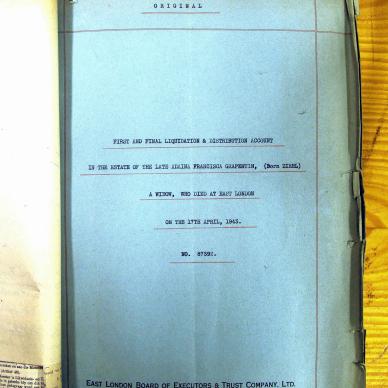 ORIGINAL
FIRST AND FINAL LIQUIDATION & DISTRIBUTION ACCOUNT
IN THE ESTATE OF THE LATE ADMINA FRANCISCA GRAPENTIN, (Born ZIEHL)
A WIDOW, WHO DIED AT EAST LONDON
ON THE 17TH APRIL, 1943.
NO. 87392.
EAST LONDON BOARD OF EXECUTORS & TRUST COMPANY, LTD.